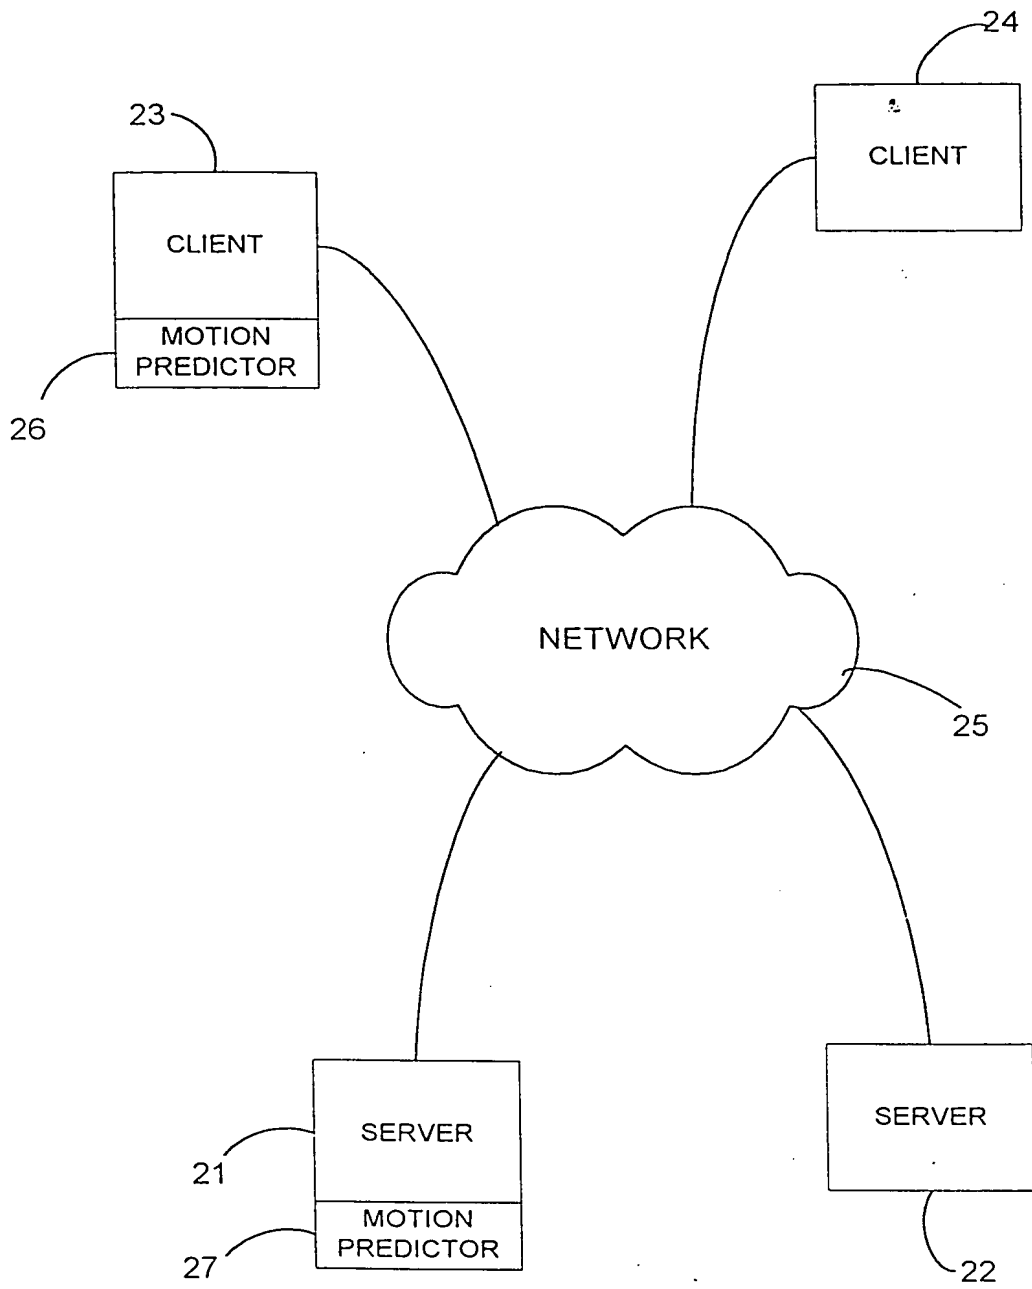 24
23
CLIENT
CLIENT
MOTION
PREDICTOR
26
NETWORK
25
SERVER
SERVER
21
MOTION
PREDICTOR
27
22